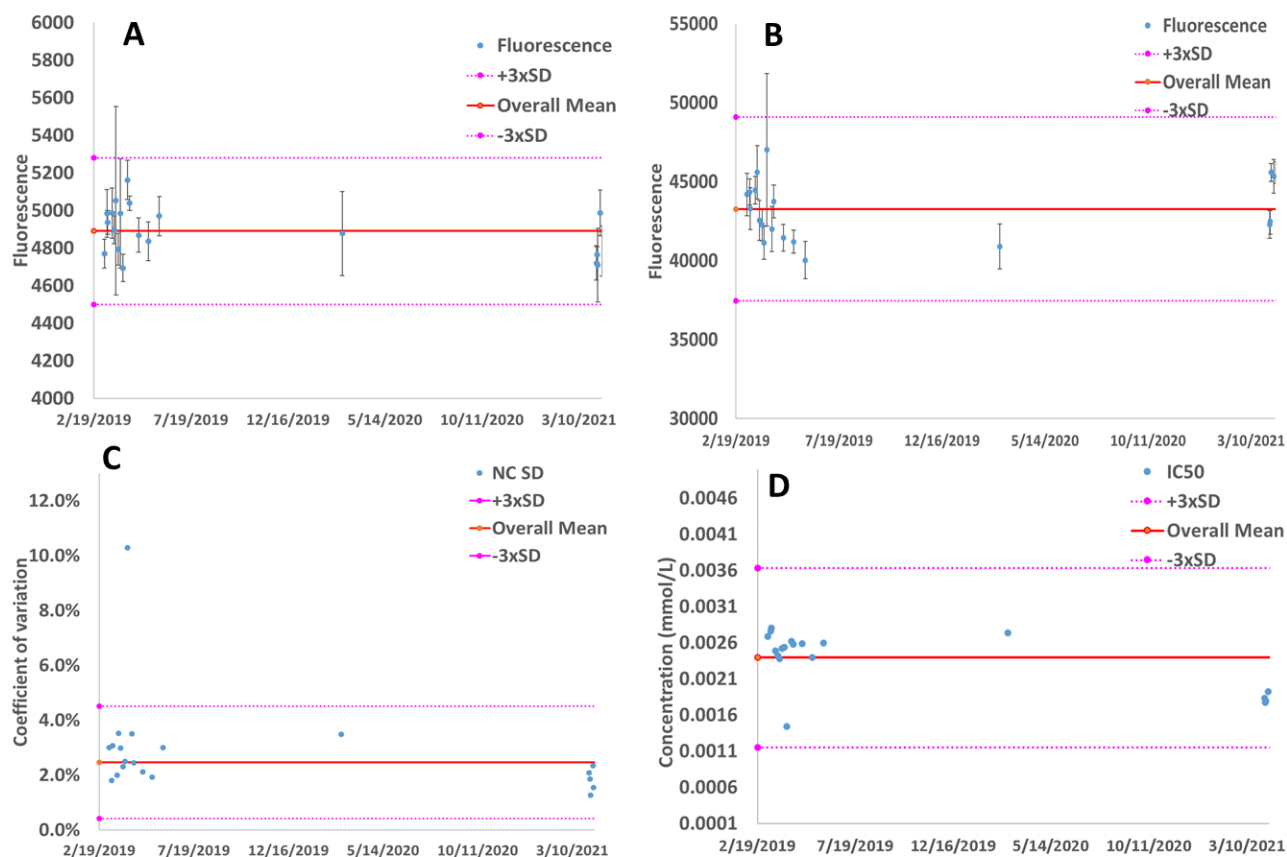 A
6000
5800
5600
5400
5200
5000
4800
4600
4400
4200
4000
Fluorescence
Fluorescence
+3xSD
Overall Mean
-3xSD
2/19/2019 7/19/2019 12/16/2019 5/14/2020 10/11/2020 3/10/2021
B
55000
50000
45000
40000
35000
30000
Fluorescence
Fluorescence
+3xSD
Overall Mean
-3xSD
2/19/2019 7/19/2019 12/16/2019 5/14/2020 10/11/2020 3/10/2021
C
12.0%
10.0%
8.0%
6.0%
4.0%
2.0%
0.0%
Coefficient of variation
NC SD
+3xSD
Overall Mean
-3xSD
2/19/2019 7/19/2019 12/16/2019 5/14/2020 10/11/2020 3/10/2021
D
0.0046
0.0041
0.0036
0.0031
0.0026
0.0021
0.0016
0.0011
0.0006
0.0001
Concentration (mmol/L)
IC50
+3xSD
Overall Mean
-3xSD
2/19/2019 7/19/2019 12/16/2019 5/14/2020 10/11/2020 3/10/2021